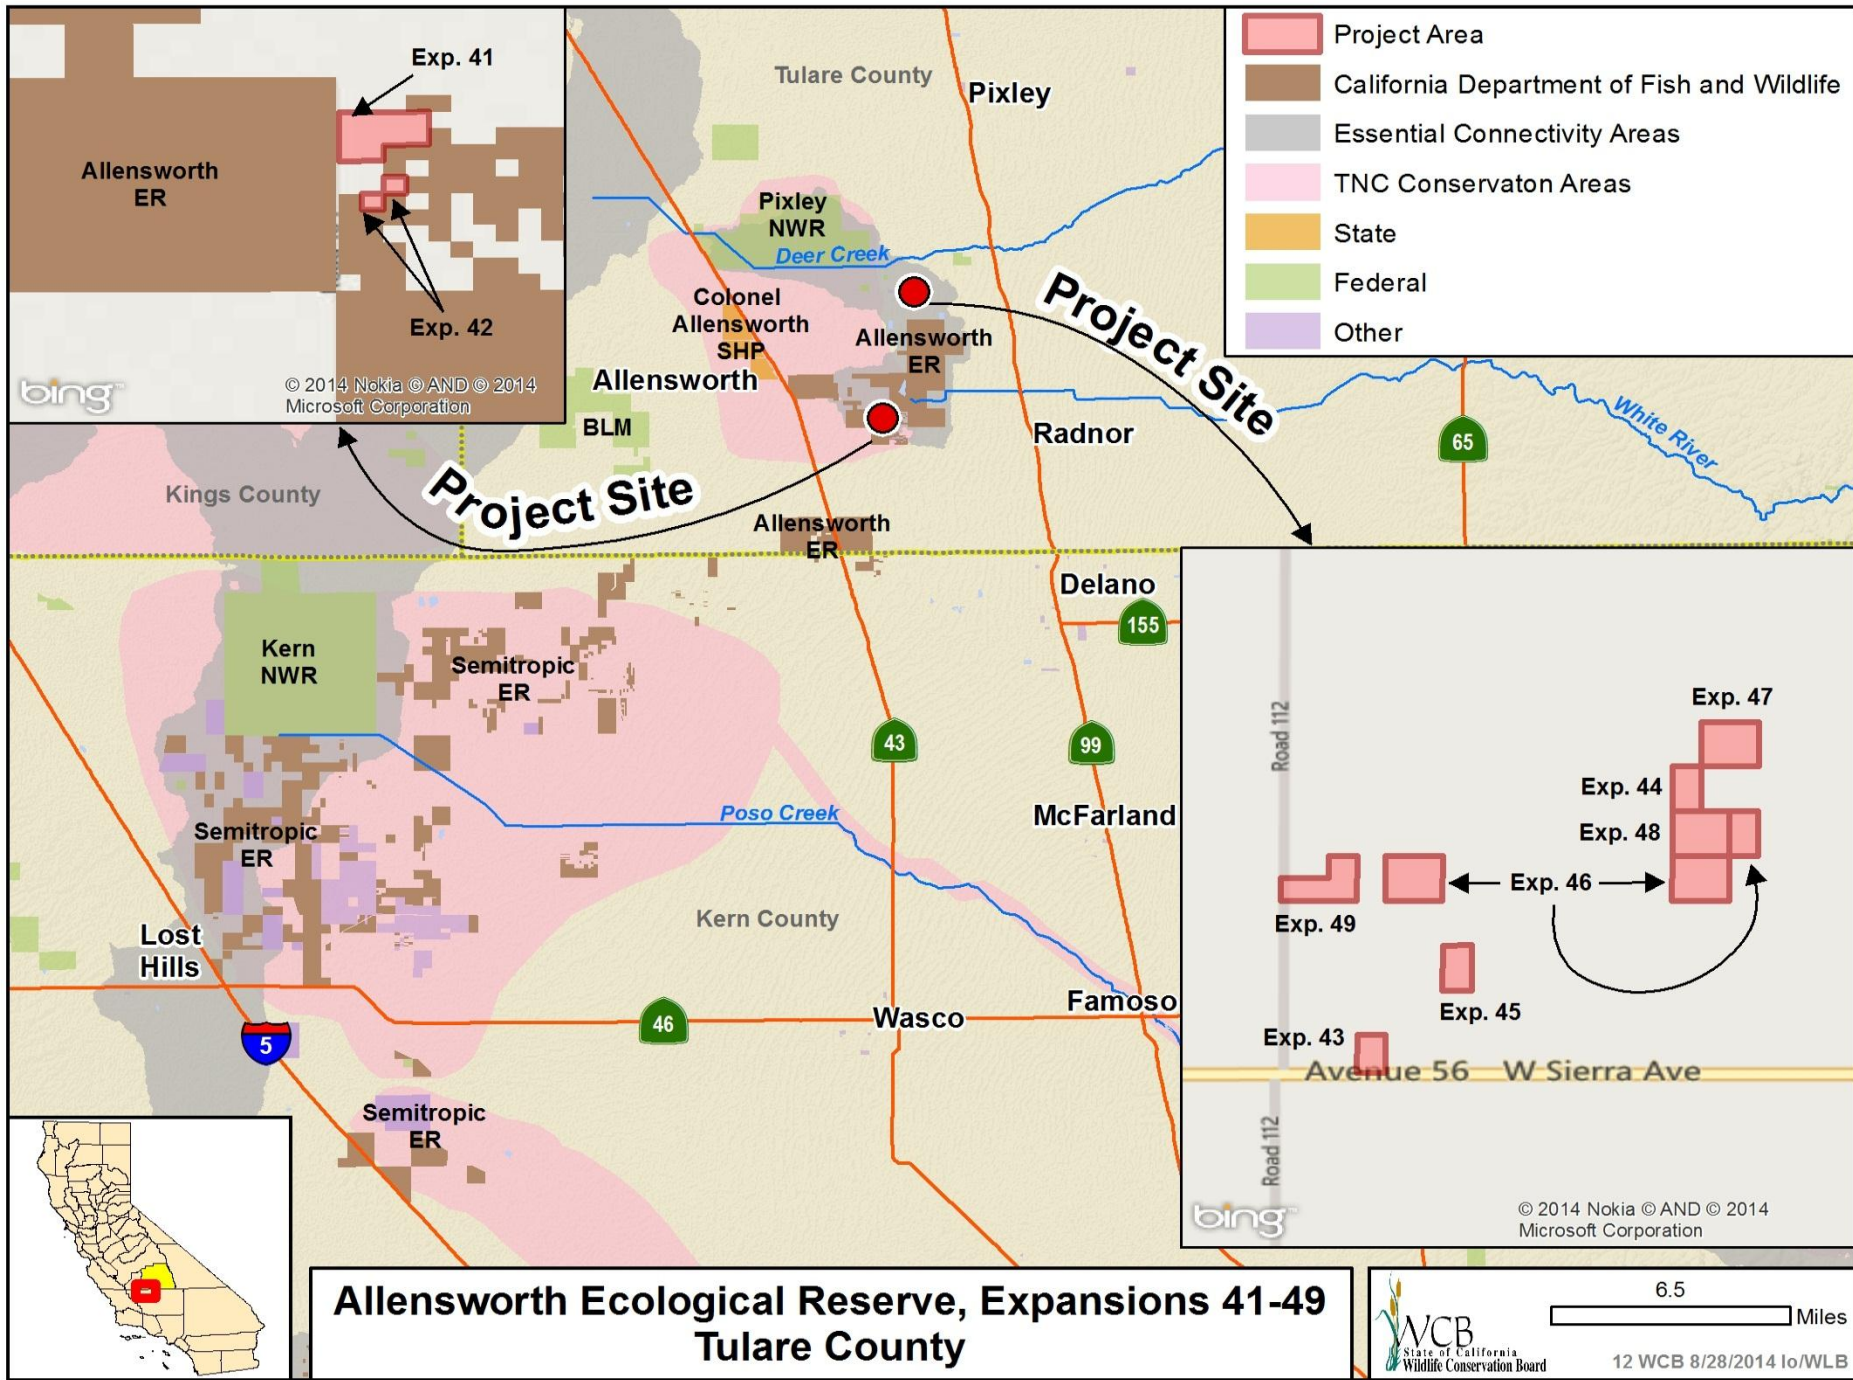 Exp. 41
Allensworth
ER
Exp. 42
bing™
© 2014 Nokia © AND © 2014
Microsoft Corporation
Tulare County
Pixley
Pixley
NWR
Deer Creek
Colonel
Allensworth
SHP
Allensworth
ER
Allensworth
BLM
Radnor
Project Site
Project Site
White River
65
Kings County
Allensworth
ER
Delano
155
Kern
NWR
Semitropic
ER
43
99
Poso Creek
McFarland
Semitropic
ER
Kern County
Lost
Hills
46
Wasco
Famoso
5
Semitropic
ER
Project Area
California Department of Fish and Wildlife
Essential Connectivity Areas
TNC Conservaton Areas
State
Federal
Other
Road 112
Exp. 47
Exp. 44
Exp. 48
Exp. 46
Exp. 49
Exp. 45
Exp. 43
Avenue 56 W Sierra Ave
Road 112
bing™
© 2014 Nokia © AND © 2014
Microsoft Corporation
Allensworth Ecological Reserve, Expansions 41-49
Tulare County
WCB
State of California
Wildlife Conservation Board
6.5
Miles
12 WCB 8/28/2014 lo/WLB